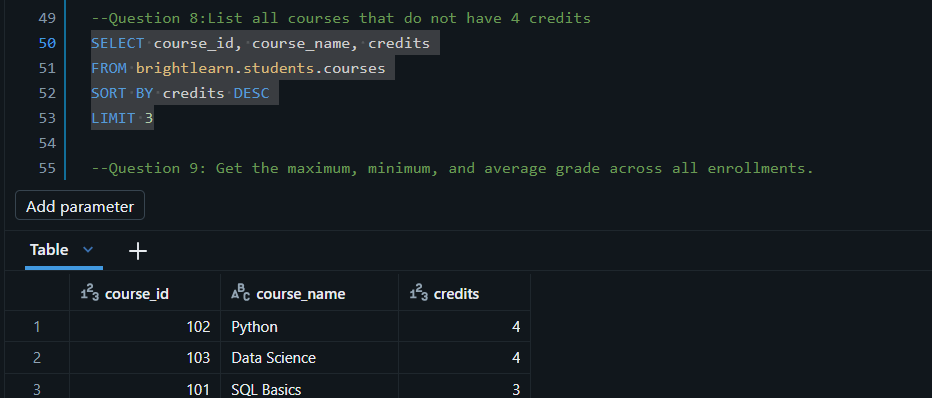 49 --Question 8:List all courses that do not have 4 credits
50 SELECT course_id, course_name, credits
51 FROM brightlearn.students.courses
52 SORT BY credits DESC
53 LIMIT 3
54
55 --Question 9: Get the maximum, minimum, and average grade across all enrollments.
Add parameter
Table +
123 course_id ABC course_name 123 credits
1 102 Python 4
2 103 Data Science 4
3 101 SQL Basics 3